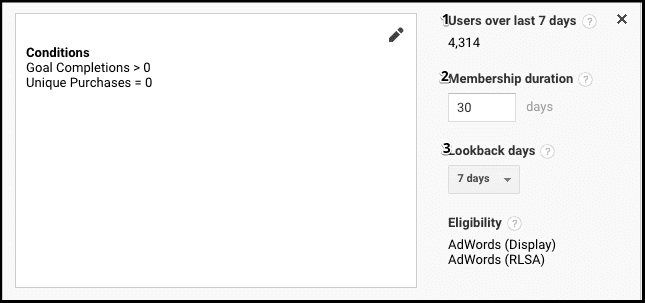 Conditions
Goal Completions > 0
Unique Purchases = 0
1 Users over last 7 days ?
4,314
2 Membership duration ?
30 days
3 Lookback days ?
7 days
Eligibility ?
AdWords (Display)
AdWords (RLSA)